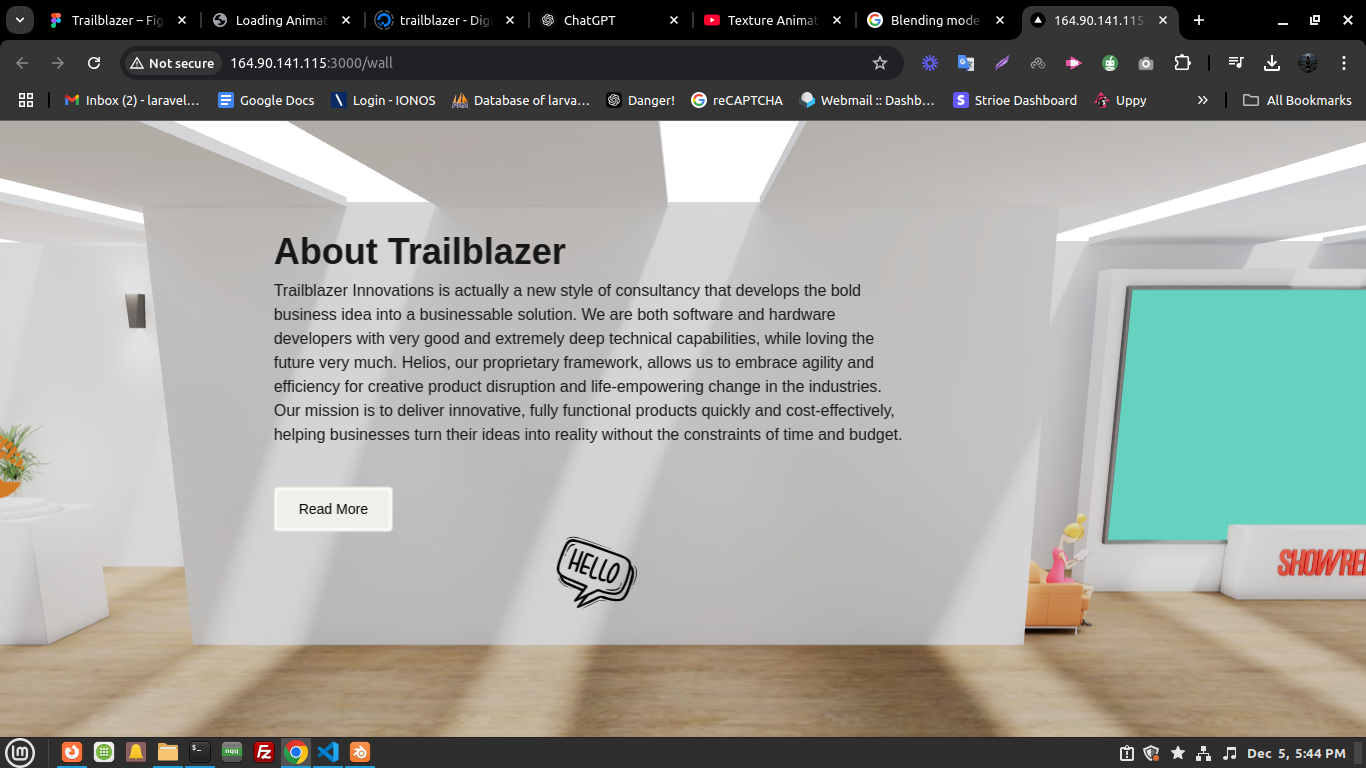 Trailblazer – Fig
Loading Animat
trailblazer - Digi
ChatGPT
Texture Animat
Blending mode
164.90.141.115
Not secure
164.90.141.115:3000/wall
Inbox (2) - laravel…
Google Docs
Login - IONOS
Database of larva…
Danger!
reCAPTCHA
Webmail :: Dashb…
Strioe Dashboard
Uppy
All Bookmarks
About Trailblazer
Trailblazer Innovations is actually a new style of consultancy that develops the bold
business idea into a businessable solution. We are both software and hardware
developers with very good and extremely deep technical capabilities, while loving the
future very much. Helios, our proprietary framework, allows us to embrace agility and
efficiency for creative product disruption and life-empowering change in the industries.
Our mission is to deliver innovative, fully functional products quickly and cost-effectively,
helping businesses turn their ideas into reality without the constraints of time and budget.
Read More
HELLO
SHOWRE
nqq
Dec 5, 5:44 PM